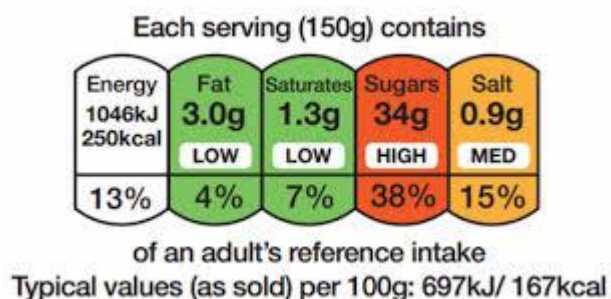 Each serving (150g) contains
Energy Fat Saturates Sugars Salt
1046kJ 3.0g 1.3g 34g 0.9g
250kcal
LOW LOW HIGH MED
13% 4% 7% 38% 15%
of an adult's reference intake
Typical values (as sold) per 100g: 697kJ/ 167kcal